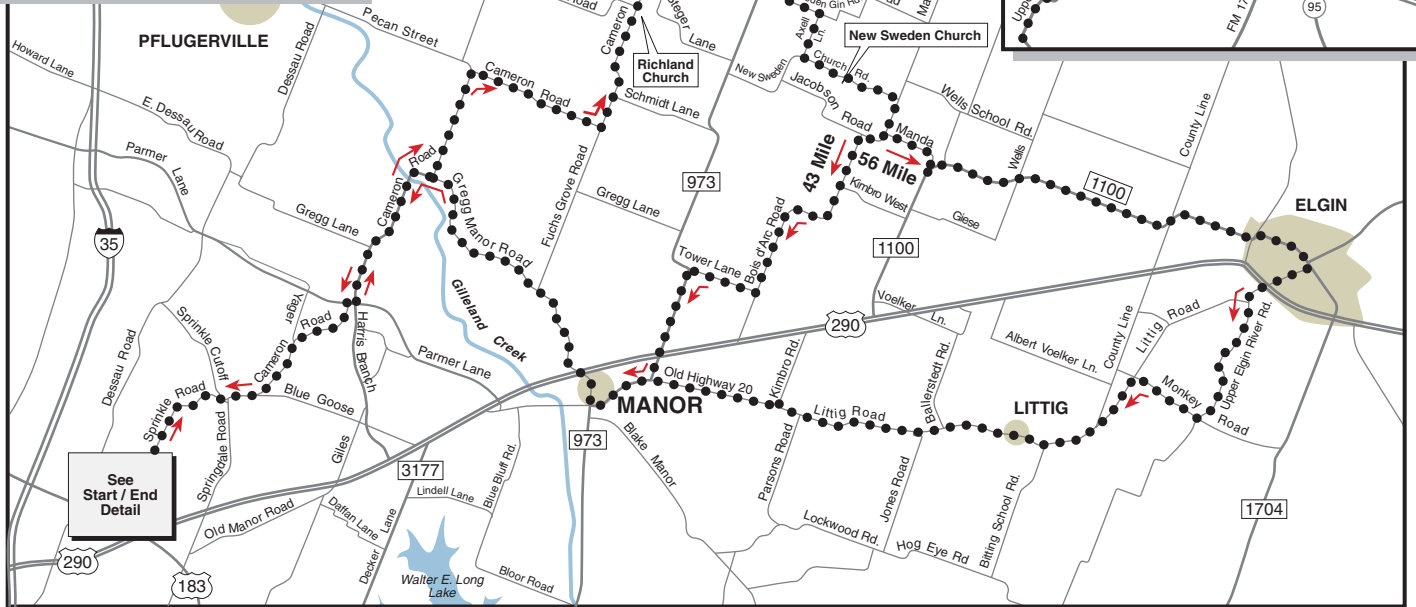 PFLUGERVILLE
Howard Lane
E. Dessau Road
Dessau Road
Parmer
Lane
Pecan Street
Cameron
Road
Cameron
Richland
Church
Lane
Schmidt Lane
New Sweden
Axell
Ln.
Church Rd.
New Sweden Church
Jacobson
Road
Manda
Wells School Rd.
Wells
County Line
FM 17
95
43 Mile
56 Mile
Kimbro West
Giese
1100
1100
ELGIN
973
Gregg Lane
Fuchs Grove Road
Road
Cameron
Gregg Manor Road
Gregg Lane
35
Tower Lane
Bois d'Arc Road
Gilleland
Creek
Voelker
Ln.
290
Albert Voelker Ln.
County Line
Littig Road
Upper Elgin River Rd.
Monkey
Road
Yager
Road
Cameron
Harris Branch
Parmer Lane
Sprinkle Cutoff
Dessau Road
Sprinkle Road
Blue Goose
Springdale Road
Giles
MANOR
Old Highway 20
Kimbro Rd.
Littig Road
Ballerstedt Rd.
LITTIG
973
Blake Manor
Parsons Road
Jones Road
Bitting School Rd.
Lockwood Rd.
Hog Eye Rd
1704
3177
Lindell Lane
Blue Bluff Rd.
Bloor Road
Daffan Lane
Decker Lane
Old Manor Road
See
Start / End
Detail
290
183
Walter E. Long
Lake